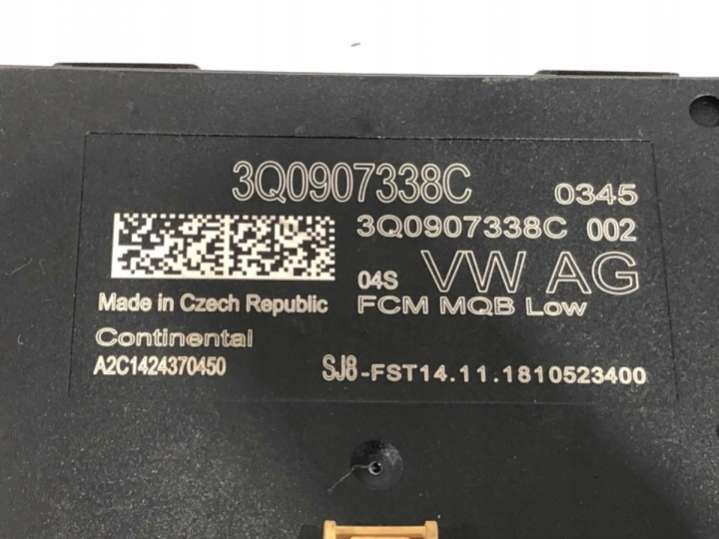 3Q0907338C 0345
3Q0907338C 002
04S VW AG
Made in Czech Republic FCM MQB Low
Continental
A2C1424370450 SJ8-FST14.11.1810523400